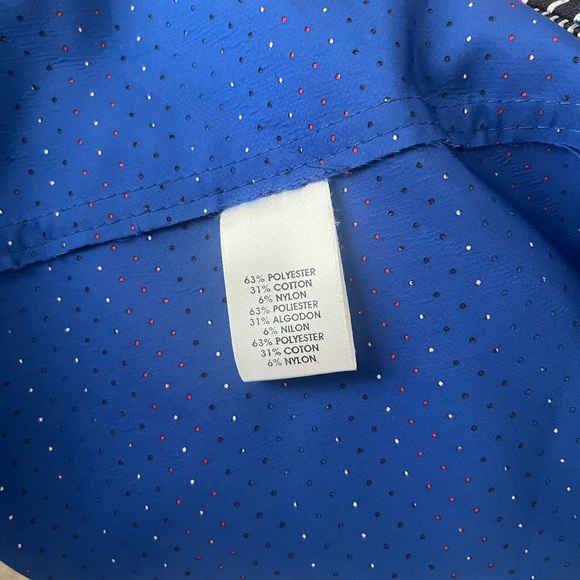 63% POLYESTER
31% COTTON
6% NYLON
63% POLIESTER
31% ALGODON
6% NILON
63% POLYESTER
31% COTON
6% NYLON